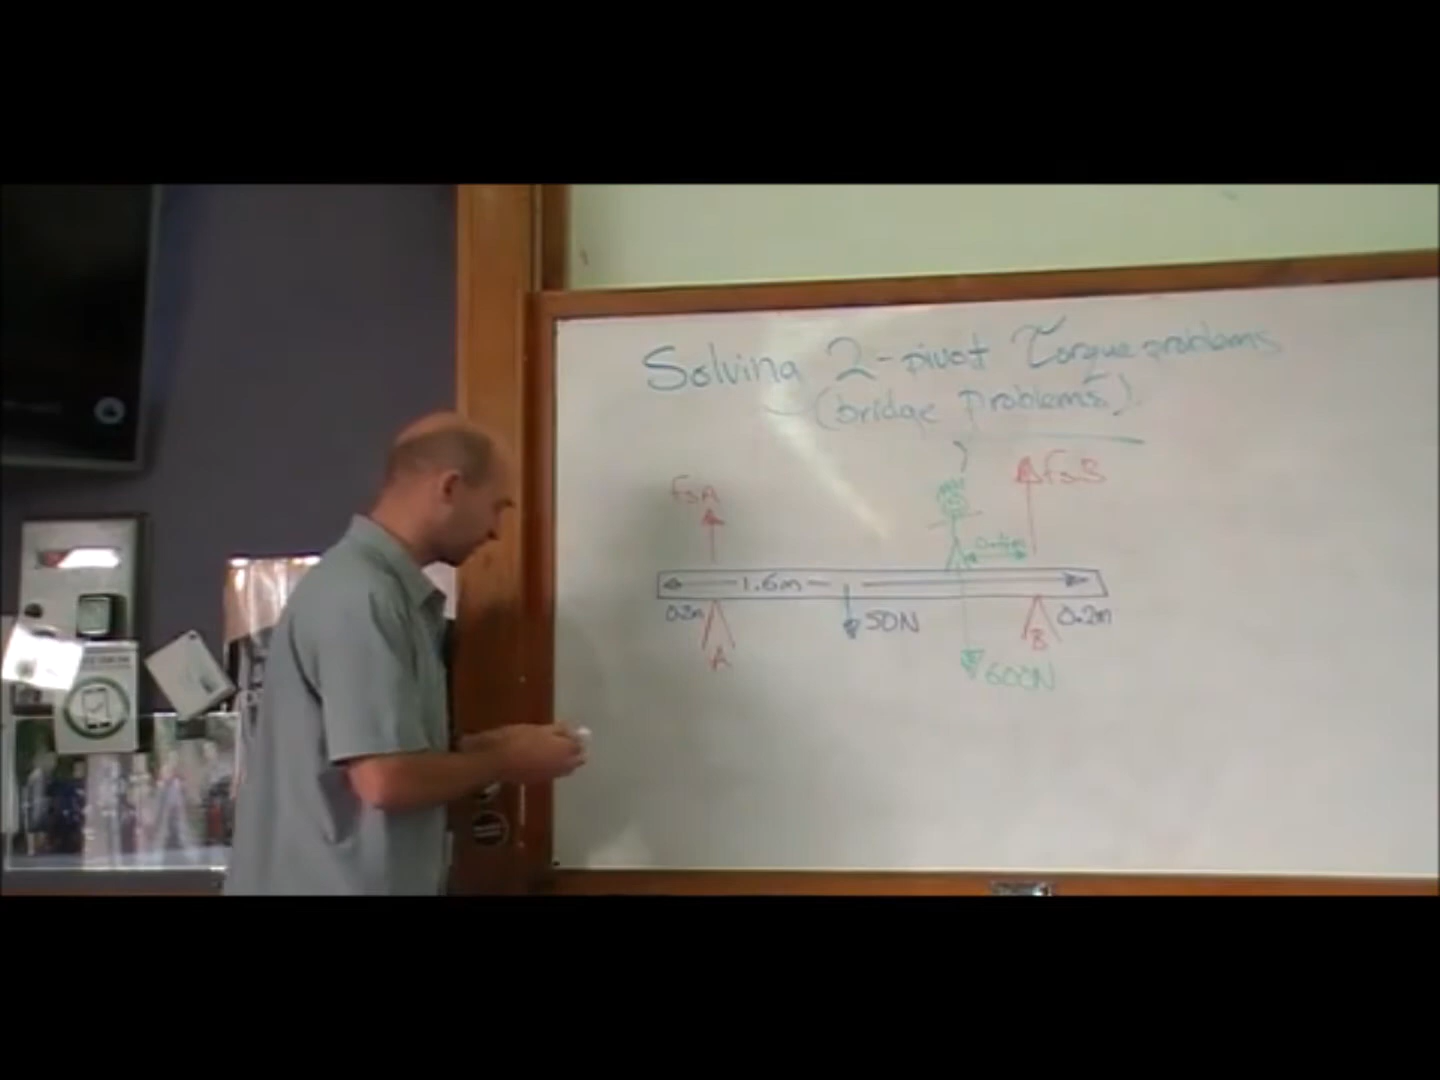 Solving 2-pivot Torque problems
(bridge problems).
FsA
FsB
1.6m
0.2m
50N
0.2m
A
B
600N